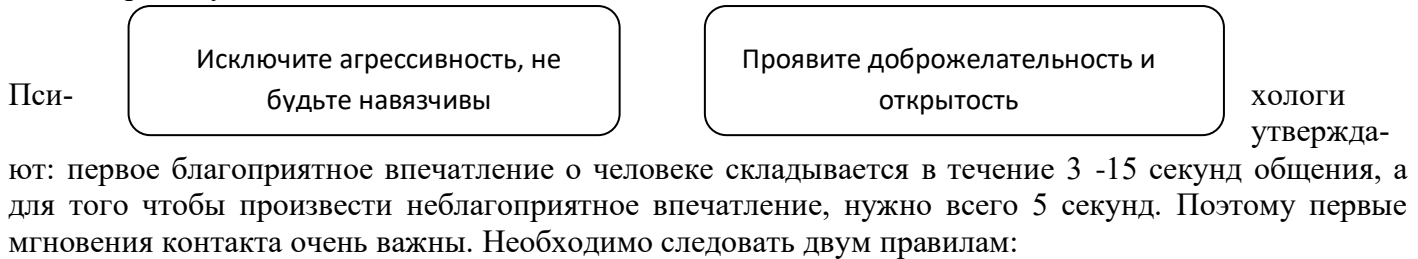 Исключите агрессивность, не
будьте навязчивы
Проявите доброжелательность и
открытость
Пси-
хологи
утвержда-
ют: первое благоприятное впечатление о человеке складывается в течение 3 -15 секунд общения, а
для того чтобы произвести неблагоприятное впечатление, нужно всего 5 секунд. Поэтому первые
мгновения контакта очень важны. Необходимо следовать двум правилам: